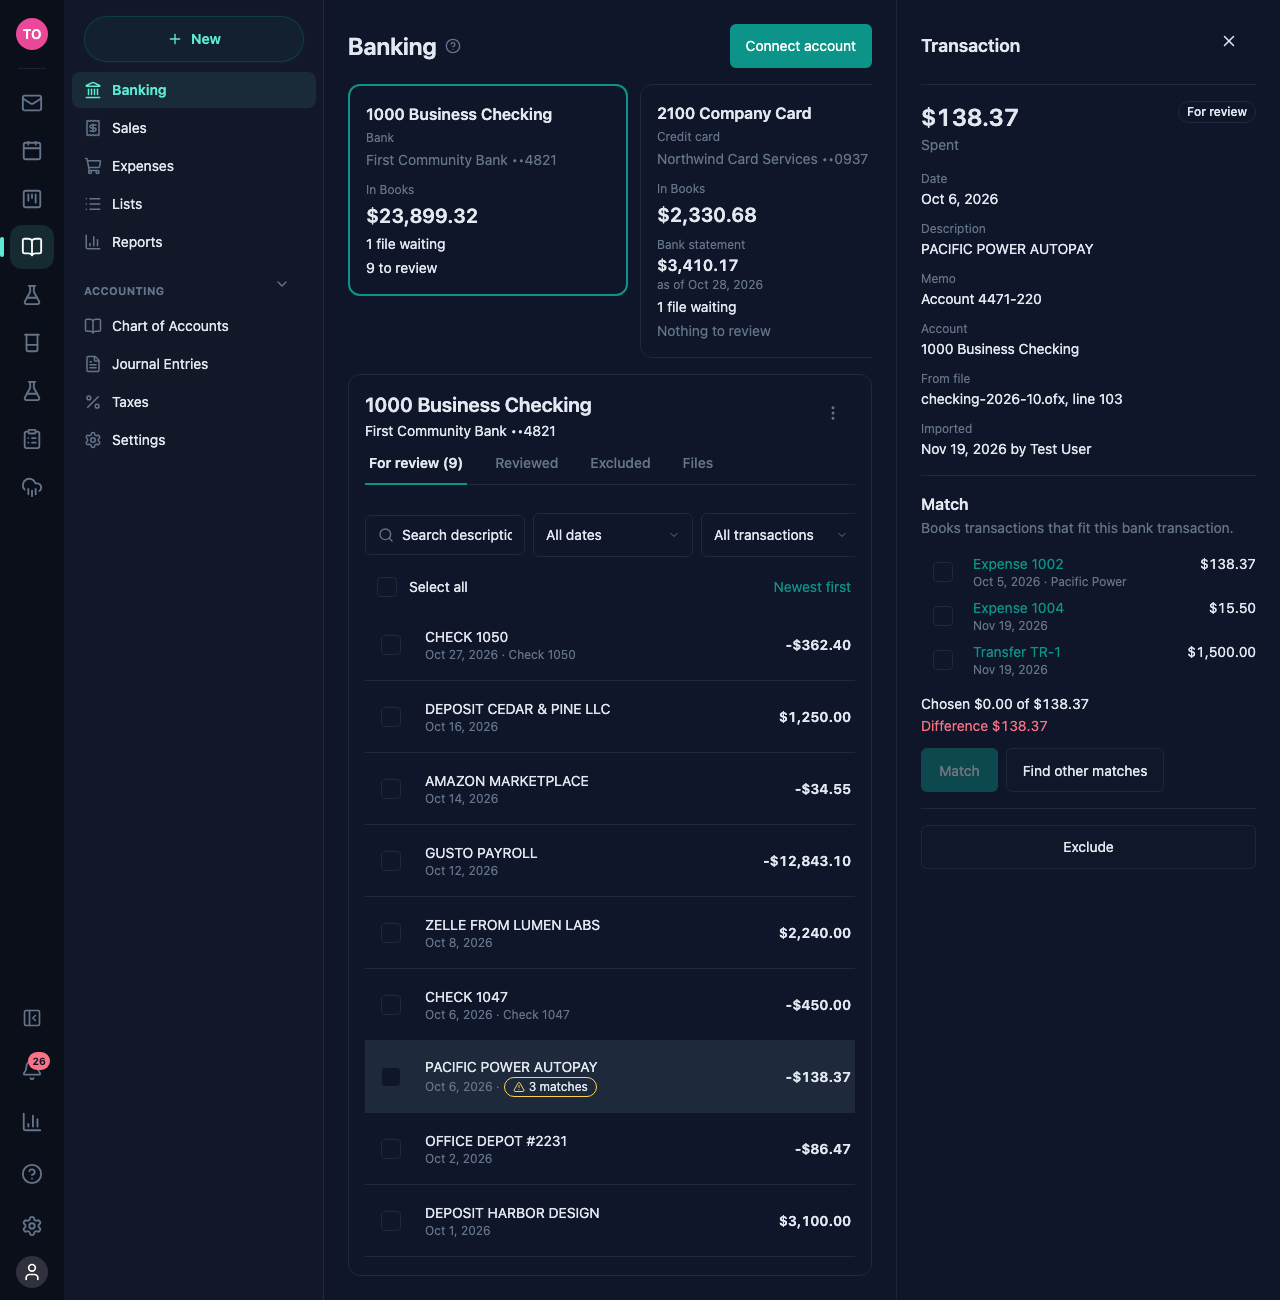 TO
New
Banking
Sales
Expenses
Lists
Reports
ACCOUNTING
Chart of Accounts
Journal Entries
Taxes
Settings
26
Banking
Connect account
1000 Business Checking
Bank
First Community Bank ••4821
In Books
$23,899.32
1 file waiting
9 to review
2100 Company Card
Credit card
Northwind Card Services ••0937
In Books
$2,330.68
Bank statement
$3,410.17
as of Oct 28, 2026
1 file waiting
Nothing to review
1000 Business Checking
First Community Bank ••4821
For review (9)
Reviewed
Excluded
Files
Search descriptic
All dates
All transactions
Select all
Newest first
CHECK 1050
Oct 27, 2026 · Check 1050
-$362.40
DEPOSIT CEDAR & PINE LLC
Oct 16, 2026
$1,250.00
AMAZON MARKETPLACE
Oct 14, 2026
-$34.55
GUSTO PAYROLL
Oct 12, 2026
-$12,843.10
ZELLE FROM LUMEN LABS
Oct 8, 2026
$2,240.00
CHECK 1047
Oct 6, 2026 · Check 1047
-$450.00
PACIFIC POWER AUTOPAY
Oct 6, 2026 · 3 matches
-$138.37
OFFICE DEPOT #2231
Oct 2, 2026
-$86.47
DEPOSIT HARBOR DESIGN
Oct 1, 2026
$3,100.00
Transaction
$138.37
For review
Spent
Date
Oct 6, 2026
Description
PACIFIC POWER AUTOPAY
Memo
Account 4471-220
Account
1000 Business Checking
From file
checking-2026-10.ofx, line 103
Imported
Nov 19, 2026 by Test User
Match
Books transactions that fit this bank transaction.
Expense 1002
$138.37
Oct 5, 2026 · Pacific Power
Expense 1004
$15.50
Nov 19, 2026
Transfer TR-1
$1,500.00
Nov 19, 2026
Chosen $0.00 of $138.37
Difference $138.37
Match
Find other matches
Exclude